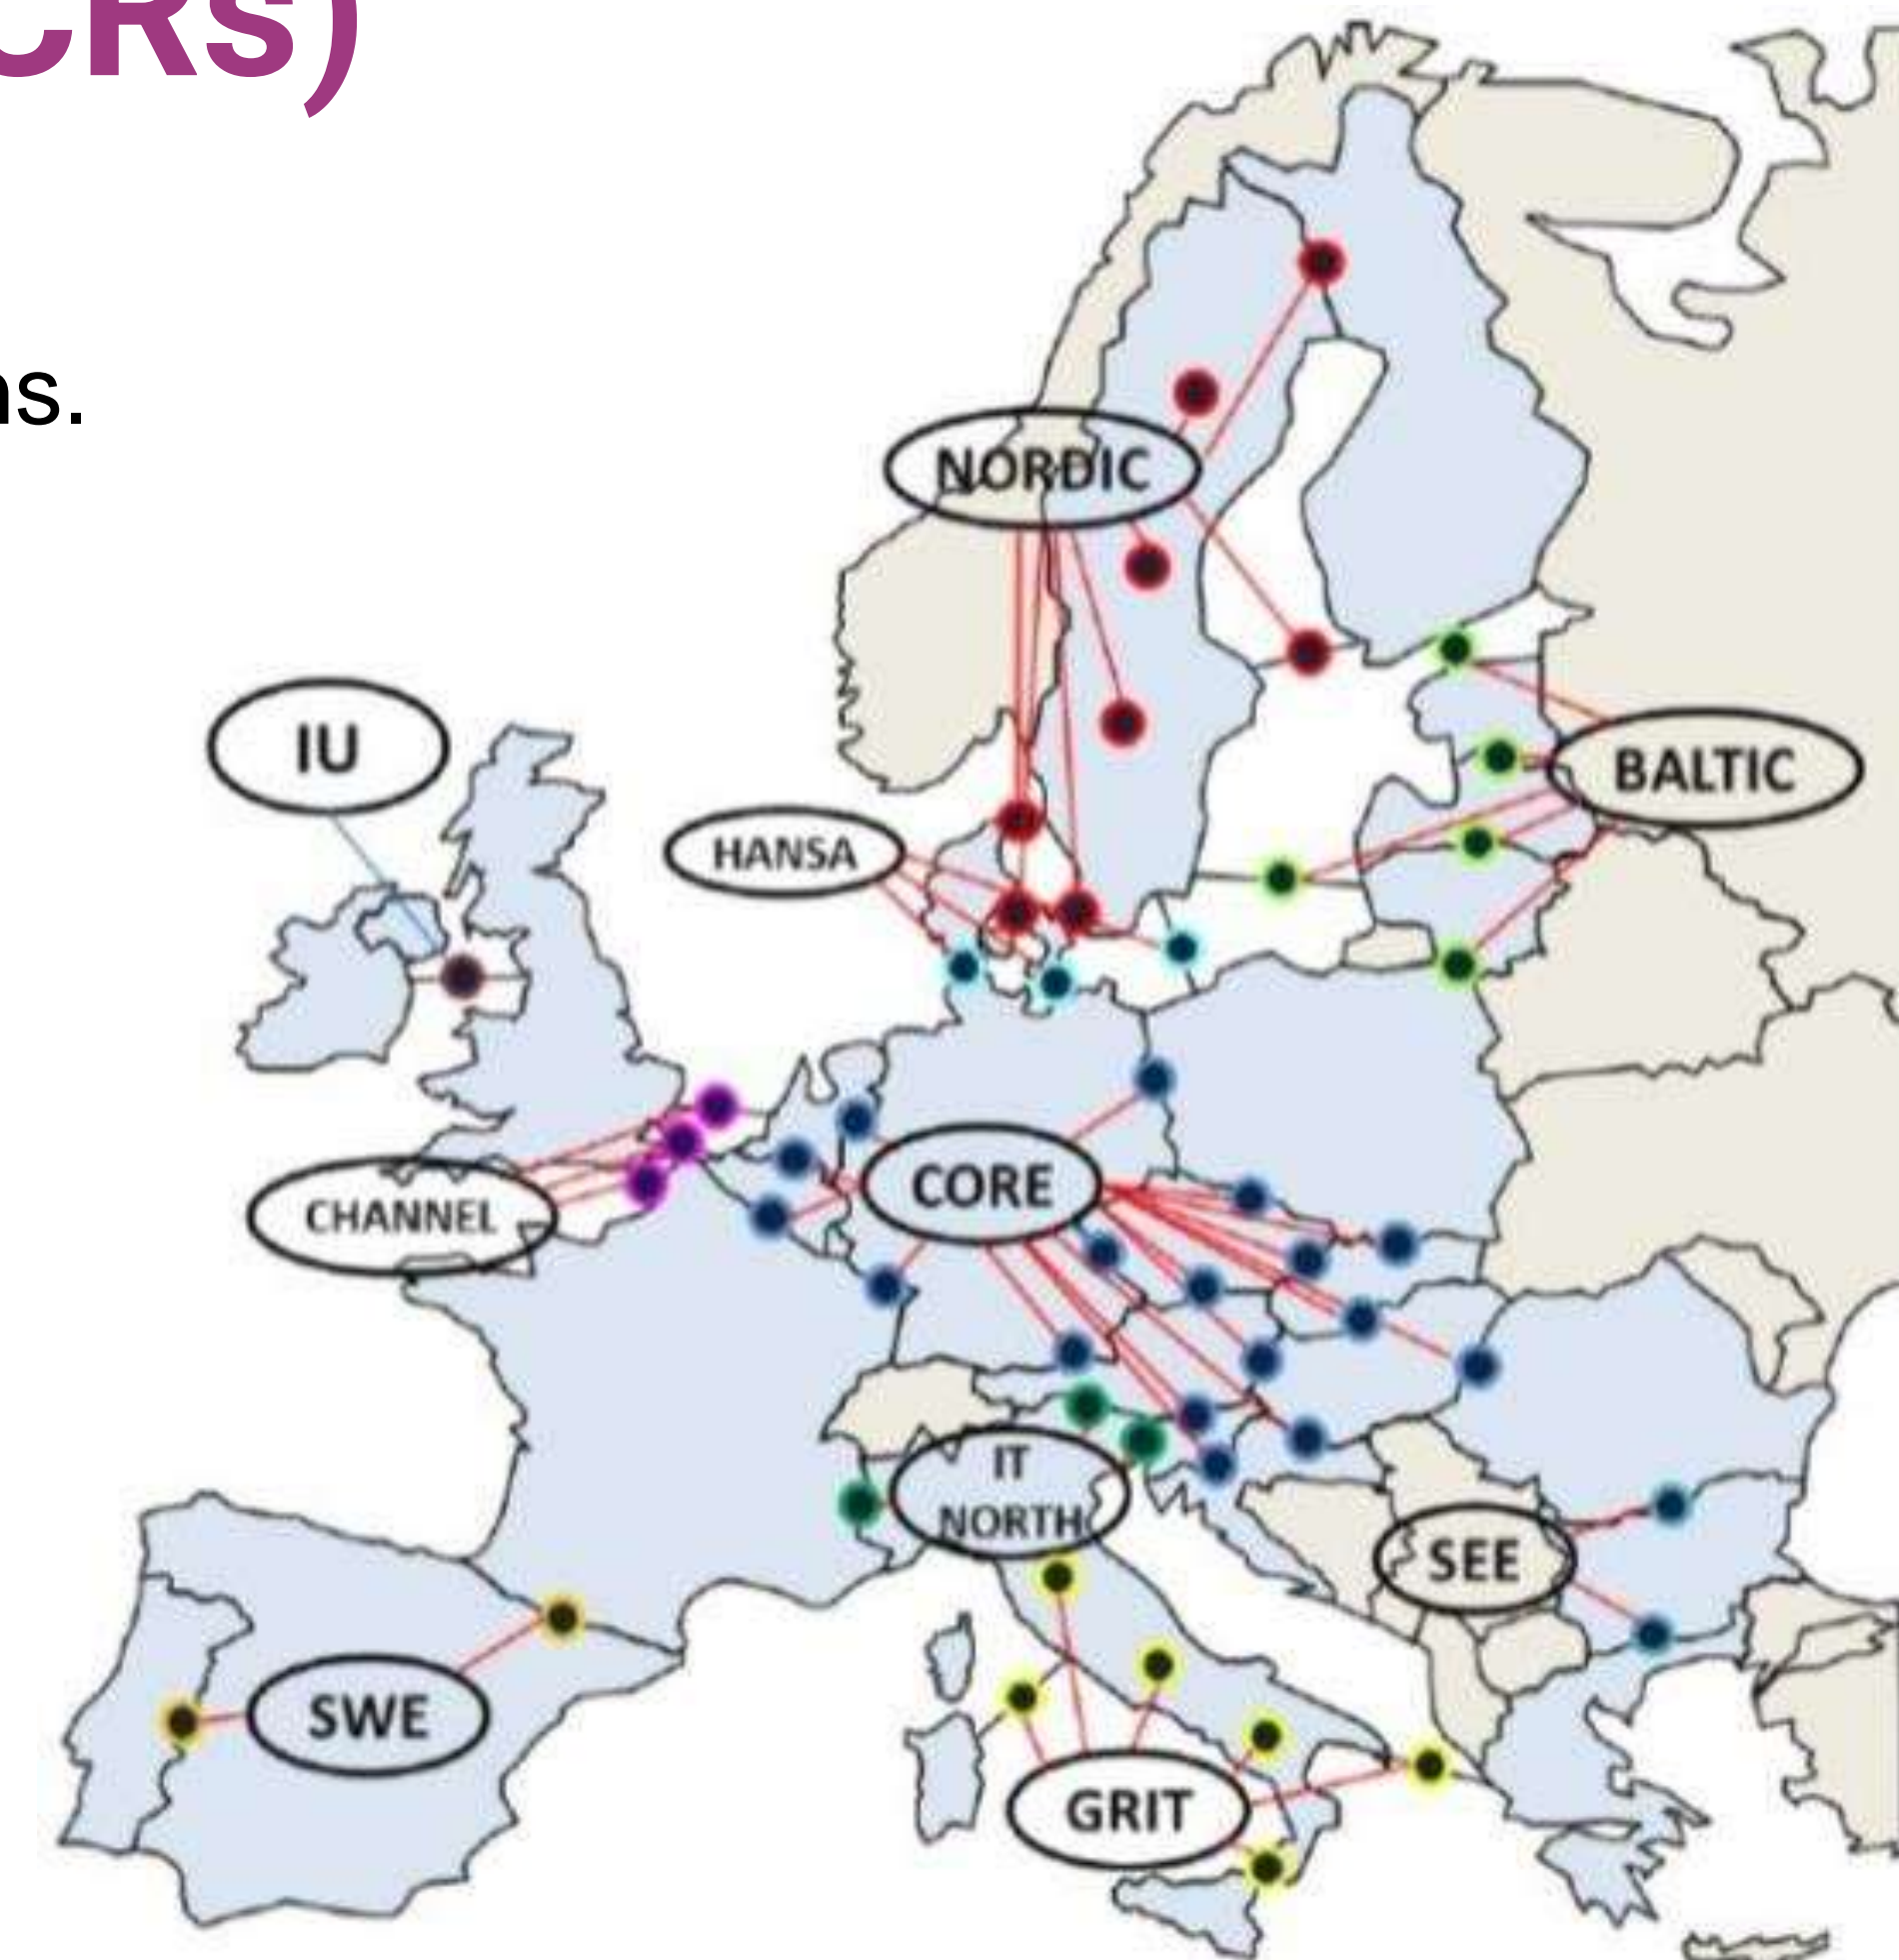 CRs)
ns.
NORDIC
IU
BALTIC
HANSA
CORE
CHANNEL
IT
NORTH
SEE
SWE
GRIT